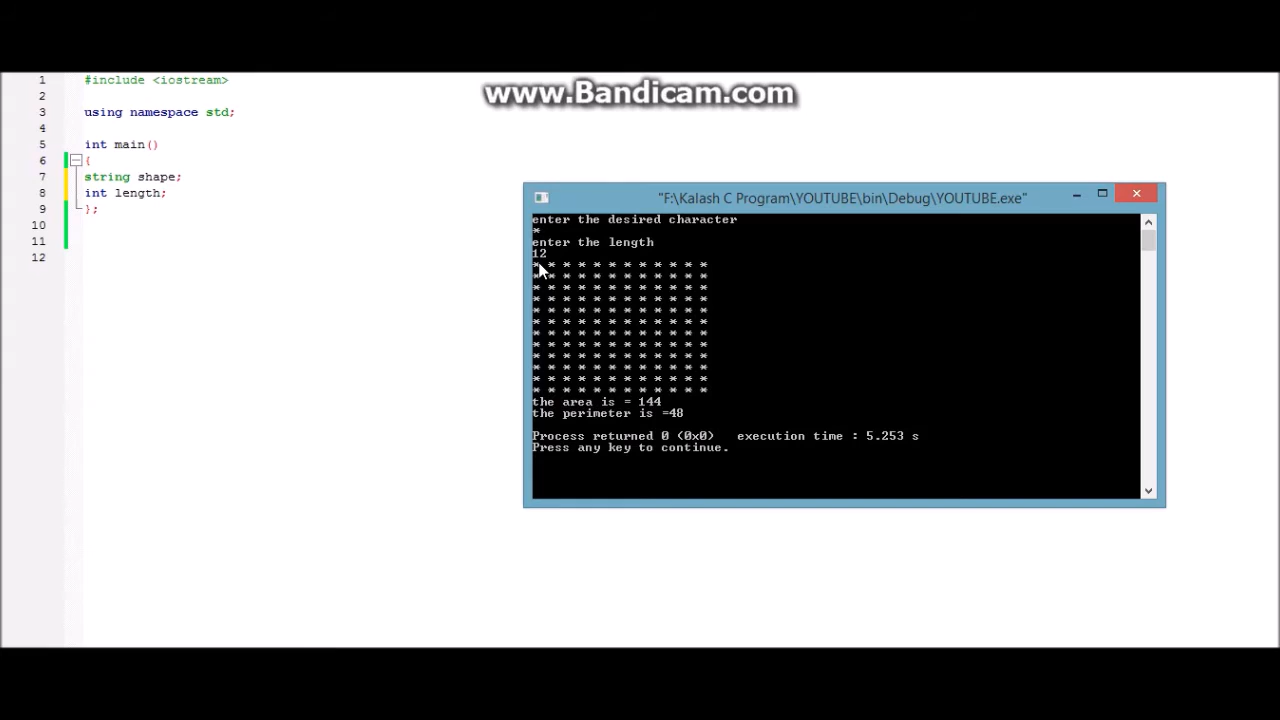 www.Bandicam.com
1 #include <iostream>
2
3 using namespace std;
4
5 int main()
6 {
7 string shape;
8 int length;
9 };
10
11
12
"F:\Kalash C Program\YOUTUBE\bin\Debug\YOUTUBE.exe"
enter the desired character
*
enter the length
12
* * * * * * * * * * * *
* * * * * * * * * * * *
* * * * * * * * * * * *
* * * * * * * * * * * *
* * * * * * * * * * * *
* * * * * * * * * * * *
* * * * * * * * * * * *
* * * * * * * * * * * *
* * * * * * * * * * * *
* * * * * * * * * * * *
* * * * * * * * * * * *
* * * * * * * * * * * *
the area is = 144
the perimeter is =48
Process returned 0 (0x0)   execution time : 5.253 s
Press any key to continue.